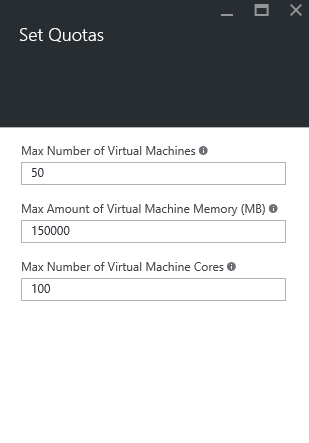 Set Quotas
Max Number of Virtual Machines
50
Max Amount of Virtual Machine Memory (MB)
150000
Max Number of Virtual Machine Cores
100